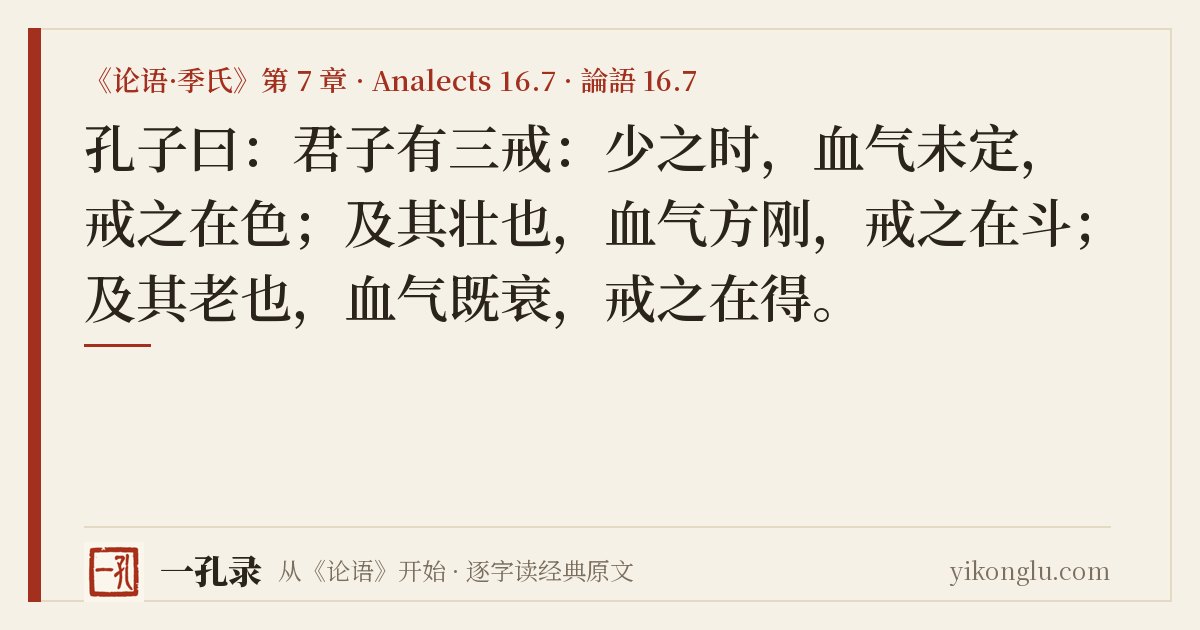 《论语·季氏》第 7 章 · Analects 16.7 · 論語 16.7
孔子曰：君子有三戒：少之时，血气未定，
戒之在色；及其壮也，血气方刚，戒之在斗；
及其老也，血气既衰，戒之在得。
一孔
一孔录 从《论语》开始 · 逐字读经典原文 yikonglu.com